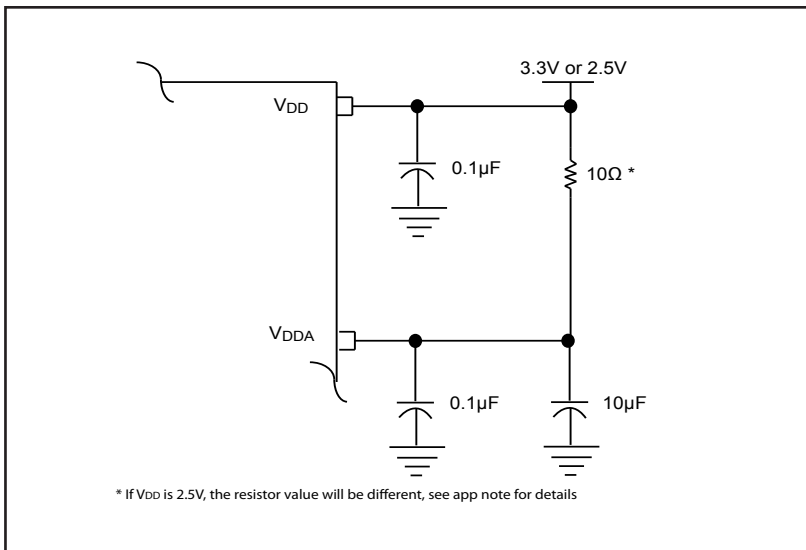 3.3V or 2.5V
VDD
0.1µF
10Ω *
VDDA
0.1µF
10µF
* If VDD is 2.5V, the resistor value will be different, see app note for details